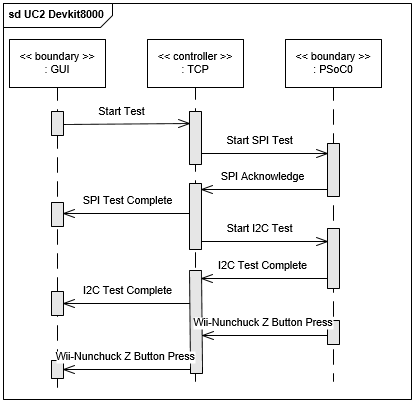 sd UC2 Devkit8000
<< boundary >>
: GUI
<< controller >>
: TCP
<< boundary >>
: PSoC0
Start Test
Start SPI Test
SPI Acknowledge
SPI Test Complete
Start I2C Test
I2C Test Complete
I2C Test Complete
Wii-Nunchuck Z Button Press
Wii-Nunchuck Z Button Press